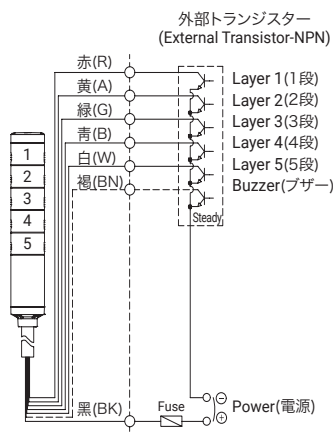 外部トランジスター
(External Transistor-NPN)
赤(R)
黄(A)
緑(G)
青(B)
白(W)
褐(BN)
Layer 1(1段)
Layer 2(2段)
Layer 3(3段)
Layer 4(4段)
Layer 5(5段)
Buzzer(ブザー)
Steady
1
2
3
4
5
黑(BK)
Fuse
Power(電源)